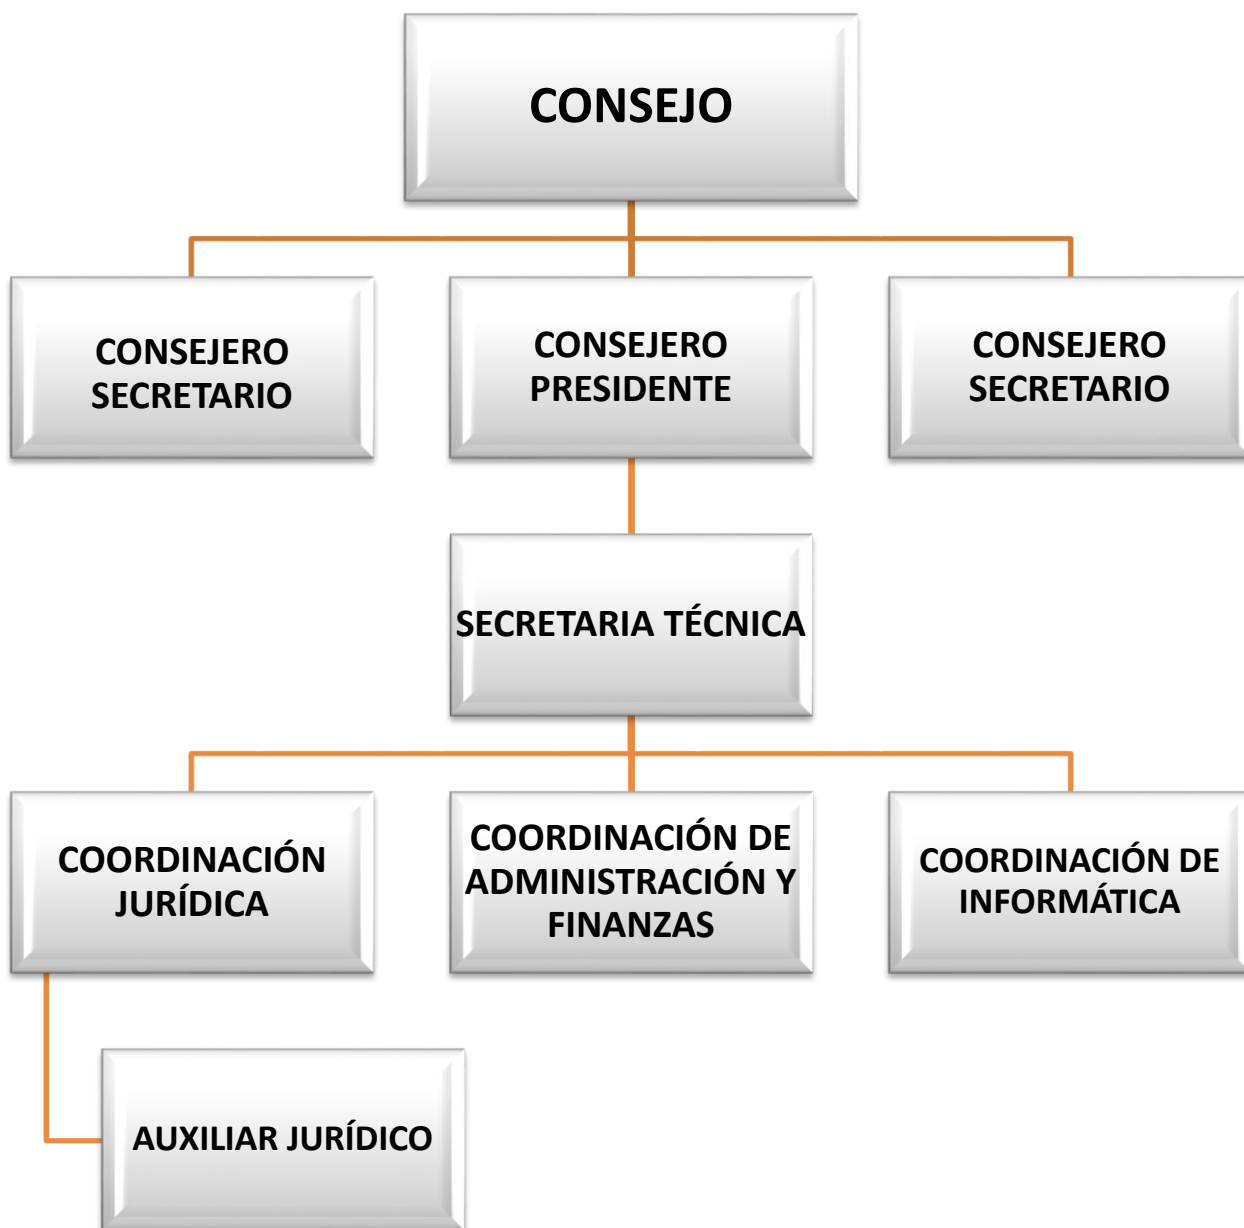 CONSEJO
CONSEJERO
SECRETARIO
CONSEJERO
PRESIDENTE
CONSEJERO
SECRETARIO
SECRETARIA TÉCNICA
COORDINACIÓN
JURÍDICA
COORDINACIÓN DE
ADMINISTRACIÓN Y
FINANZAS
COORDINACIÓN DE
INFORMÁTICA
AUXILIAR JURÍDICO